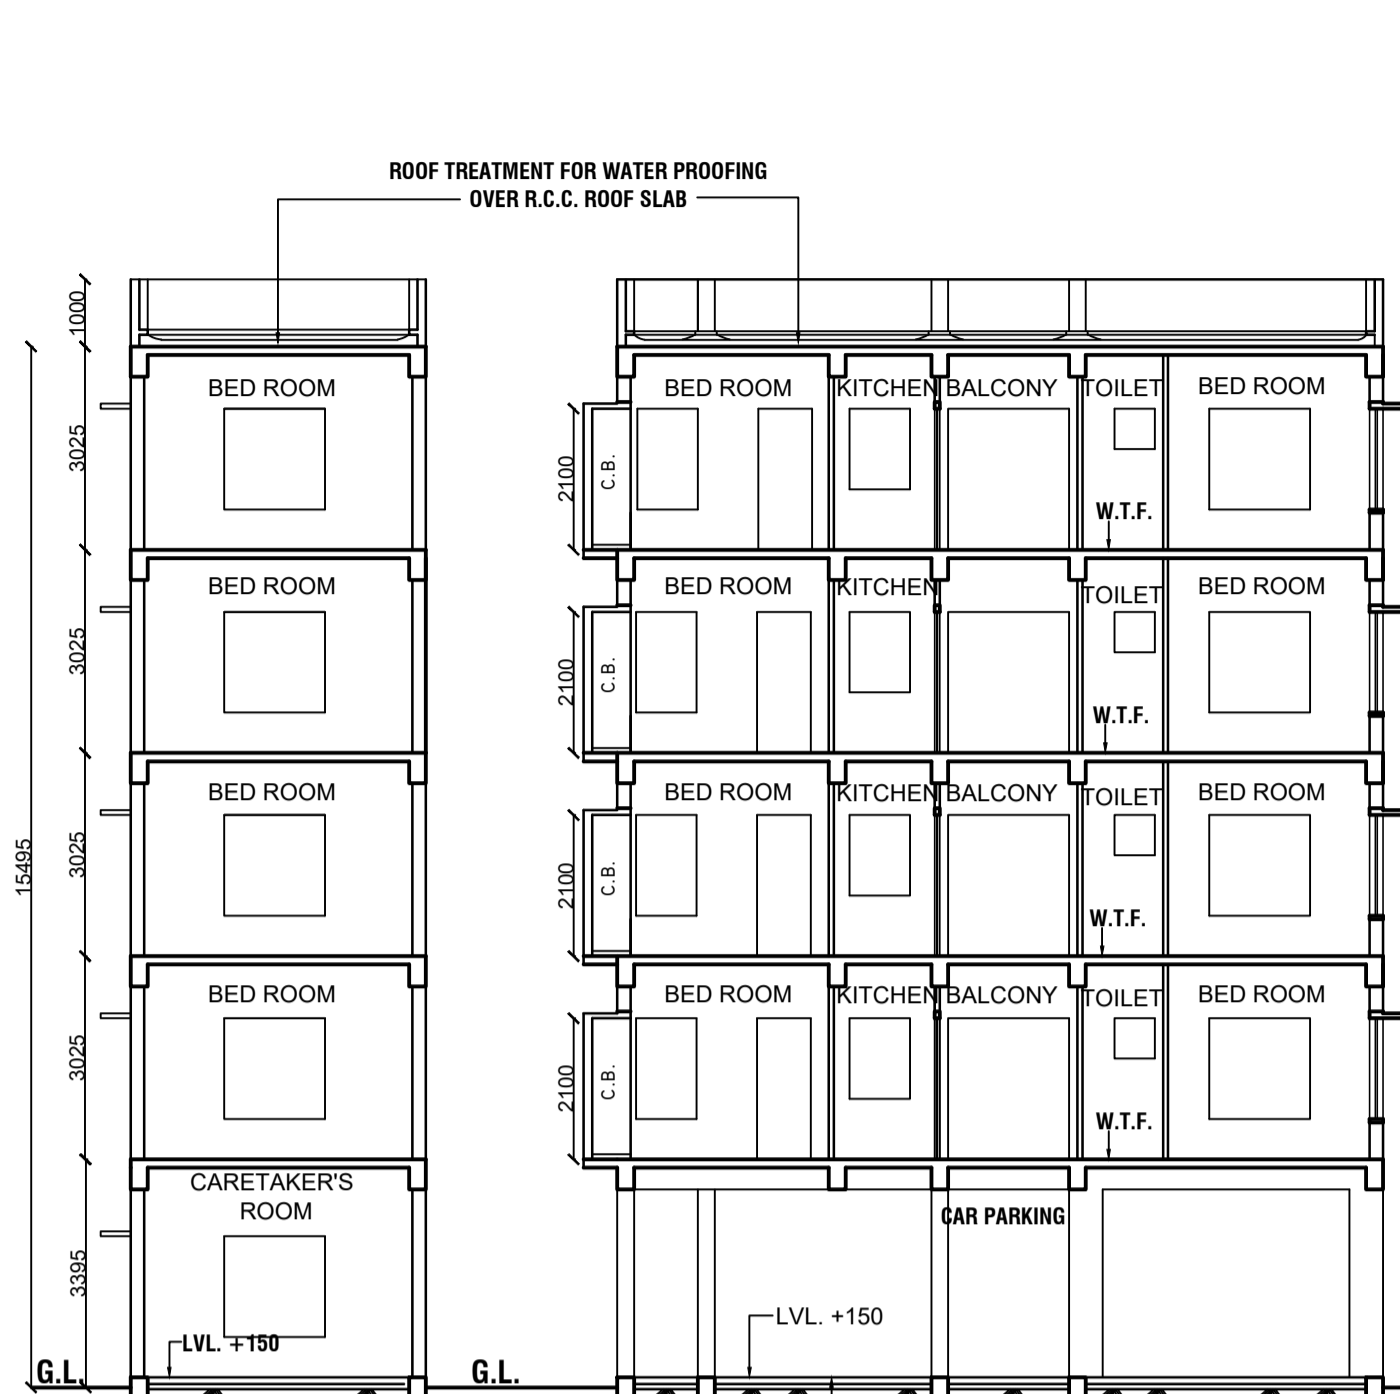 ROOF TREATMENT FOR WATER PROOFING
OVER R.C.C. ROOF SLAB
1000
BED ROOM
BED ROOM
KITCHEN
BALCONY
TOILET
BED ROOM
3025
2100
C.B.
W.T.F.
BED ROOM
BED ROOM
KITCHEN
TOILET
BED ROOM
3025
2100
C.B.
W.T.F.
BED ROOM
BED ROOM
KITCHEN
BALCONY
TOILET
BED ROOM
15495
3025
2100
C.B.
W.T.F.
BED ROOM
BED ROOM
KITCHEN
BALCONY
TOILET
BED ROOM
3025
2100
C.B.
W.T.F.
CARETAKER'S
ROOM
CAR PARKING
3395
LVL. +150
LVL. +150
G.L.
G.L.